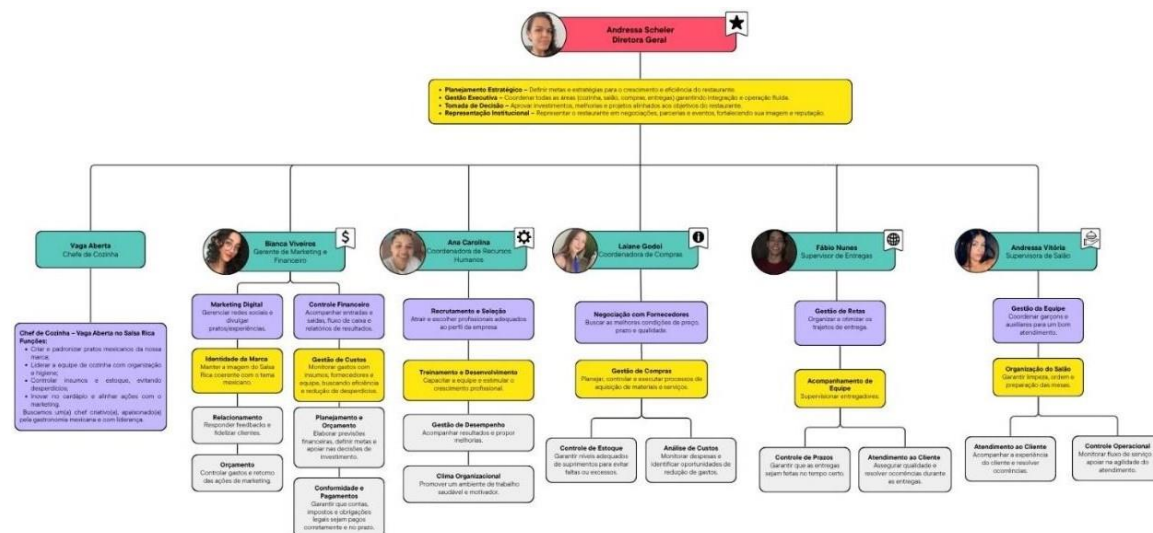 Andressa Scheler
Diretora Geral
• Planejamento Estratégico – Definir metas e estratégias para o crescimento e eficiência do restaurante.
• Gestão Executiva – Coordenar todas as áreas (cozinha, salão, compras, entregas) garantindo integração e operação fluida.
• Tomada de Decisão – Aprovar investimentos, melhorias e projetos alinhados aos objetivos do restaurante.
• Representação Institucional – Representar o restaurante em negociações, parcerias e eventos, fortalecendo sua imagem e reputação.
Vaga Aberta
Chefe de Cozinha
Chef de Cozinha – Vaga Aberta no Salsa Rica
Funções:
• Criar e padronizar pratos mexicanos da nossa
marca;
• Liderar a equipe de cozinha com organização
e higiene;
• Controlar insumos e estoque, evitando
desperdícios;
• Inovar no cardápio e alinhar ações com o
marketing.
Buscamos um(a) chef criativo(a), apaixonado(a)
pela gastronomia mexicana e com liderança.
Bianca Viveiros
Gerente de Marketing e
Financeiro
$
Marketing Digital
Gerenciar redes sociais e
divulgar
pratos/experiências.
Identidade da Marca
Manter a imagem do Salsa
Rica coerente com o tema
mexicano.
Relacionamento
Responder feedbacks e
fidelizar clientes.
Orçamento
Controlar gastos e retorno
das ações de marketing.
Controle Financeiro
Acompanhar entradas e
saídas, fluxo de caixa e
relatórios de resultados.
Gestão de Custos
Monitorar gastos com
insumos, fornecedores e
equipe, buscando eficiência
e redução de desperdícios.
Planejamento e
Orçamento
Elaborar previsões
financeiras, definir metas e
apoiar nas decisões de
investimento.
Conformidade e
Pagamentos
Garantir que contas,
impostos e obrigações
legais sejam pagos
corretamente e no prazo.
Ana Carolina
Coordenadora de Recursos
Humanos
Recrutamento e Seleção
Atrair e escolher profissionais adequados
ao perfil da empresa
Treinamento e Desenvolvimento
Capacitar a equipe e estimular o
crescimento profissional.
Gestão de Desempenho
Acompanhar resultados e propor
melhorias.
Clima Organizacional
Promover um ambiente de trabalho
saudável e motivador.
Laiane Godoi
Coordenadora de Compras
Negociação com Fornecedores
Buscar as melhores condições de preço,
prazo e qualidade.
Gestão de Compras
Planejar, controlar e executar processos de
aquisição de materiais e serviços.
Controle de Estoque
Garantir níveis adequados
de suprimentos para evitar
faltas ou excessos.
Análise de Custos
Monitorar despesas e
identificar oportunidades de
redução de gastos.
Fábio Nunes
Supervisor de Entregas
Gestão de Rotas
Organizar e otimizar os
trajetos de entrega.
Acompanhamento de
Equipe
Supervisionar entregadores.
Controle de Prazos
Garantir que as entregas
sejam feitas no tempo certo.
Atendimento ao Cliente
Assegurar qualidade e
resolver ocorrências durante
as entregas.
Andressa Vitória
Supervisora de Salão
Gestão da Equipe
Coordenar garçons e
auxiliares para um bom
atendimento.
Organização do Salão
Garantir limpeza, ordem e
preparação das mesas.
Atendimento ao Cliente
Acompanhar a experiência
do cliente e resolver
ocorrências.
Controle Operacional
Monitorar fluxo de serviço e
apoiar na agilidade do
atendimento.